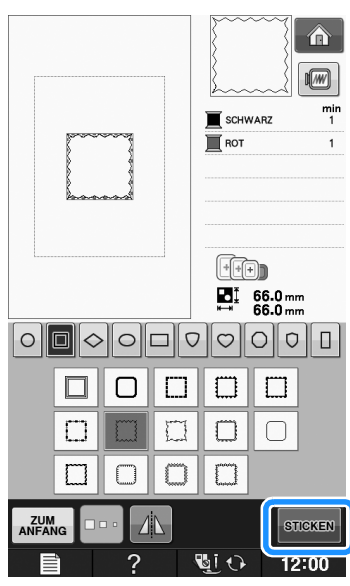 min
SCHWARZ 1
ROT 1
66.0 mm
66.0 mm
ZUM
ANFANG
STICKEN
?
12:00